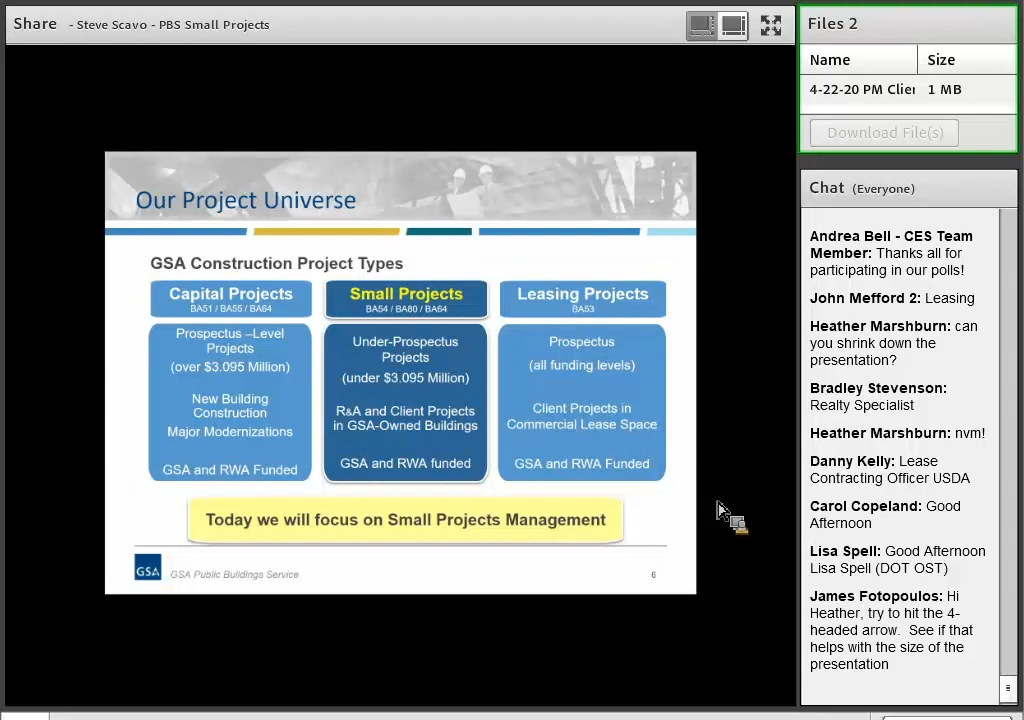 Share - Steve Scavo - PBS Small Projects
Our Project Universe
GSA Construction Project Types
Capital Projects
BA51 / BA55 / BA64
Prospectus –Level
Projects
(over $3.095 Million)
New Building
Construction
Major Modernizations
GSA and RWA Funded
Small Projects
BA54 / BA80 / BA64
Under-Prospectus
Projects
(under $3.095 Million)
R&A and Client Projects
in GSA-Owned Buildings
GSA and RWA funded
Leasing Projects
BA53
Prospectus
(all funding levels)
Client Projects in
Commercial Lease Space
GSA and RWA Funded
Today we will focus on Small Projects Management
GSA
GSA Public Buildings Service
6
Files 2
Name Size
4-22-20 PM Clie 1 MB
Download File(s)
Chat (Everyone)
Andrea Bell - CES Team
Member: Thanks all for
participating in our polls!
John Mefford 2: Leasing
Heather Marshburn: can
you shrink down the
presentation?
Bradley Stevenson:
Realty Specialist
Heather Marshburn: nvm!
Danny Kelly: Lease
Contracting Officer USDA
Carol Copeland: Good
Afternoon
Lisa Spell: Good Afternoon
Lisa Spell (DOT OST)
James Fotopoulos: Hi
Heather, try to hit the 4-
headed arrow. See if that
helps with the size of the
presentation